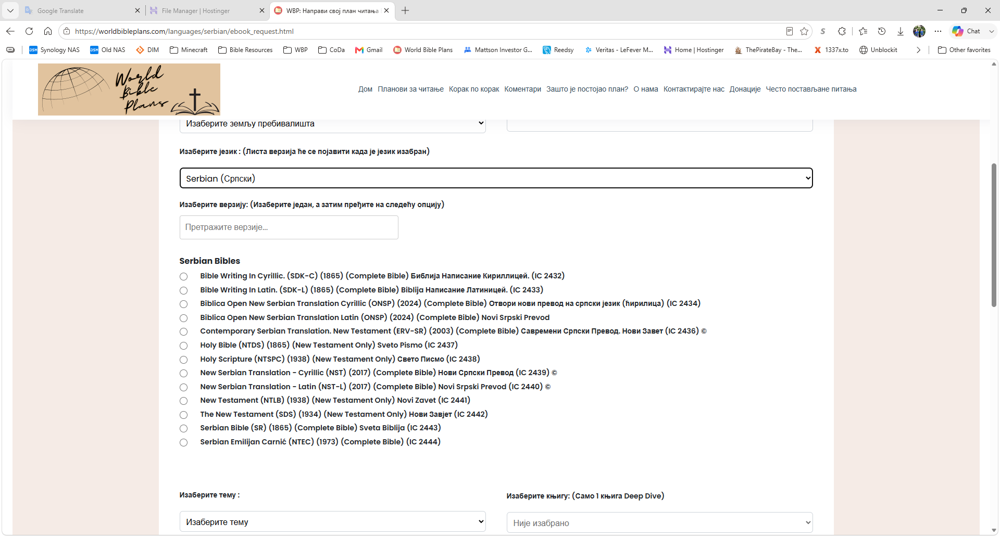 Google Translate
File Manager | Hostinger
WBP: Направи свој план читања
https://worldbibleplans.com/languages/serbian/ebook_request.html
Chat
Synology NAS
Old NAS
DIM
Minecraft
Bible Resources
WBP
CoDa
Gmail
World Bible Plans
Mattson Investor G...
Reedsy
Veritas - LeFever M...
Home | Hostinger
ThePirateBay - The...
1337x.to
Unblockit
Other favorites
World
Bible
Plans
Дом Планови за читање Корак по корак Коментари Зашто је постојао план? О нама Контактирајте нас Донације Често постављане питања
Изаберите земљу пребивалишта
Изаберите језик : (Листа верзија ће се појавити када је језик изабран)
Serbian (Српски)
Изаберите верзију: (Изаберите један, а затим пређите на следећу опцију)
Претражите верзије...
Serbian Bibles
Bible Writing In Cyrillic. (SDK-C) (1865) (Complete Bible) Библија Написание Кириллицей. (IC 2432)
Bible Writing In Latin. (SDK-L) (1865) (Complete Bible) Biblija Написание Латиницей. (IC 2433)
Biblica Open New Serbian Translation Cyrillic (ONSP) (2024) (Complete Bible) Отвори нови превод на српски језик (ћирилица) (IC 2434)
Biblica Open New Serbian Translation Latin (ONSP) (2024) (Complete Bible) Novi Srpski Prevod
Contemporary Serbian Translation. New Testament (ERV-SR) (2003) (Complete Bible) Савремени Српски Превод. Нови Завет (IC 2436) ©
Holy Bible (NTDS) (1865) (New Testament Only) Sveto Pismo (IC 2437)
Holy Scripture (NTSPC) (1938) (New Testament Only) Свето Писмо (IC 2438)
New Serbian Translation - Cyrillic (NST) (2017) (Complete Bible) Нови Српски Превод (IC 2439) ©
New Serbian Translation - Latin (NST-L) (2017) (Complete Bible) Novi Srpski Prevod (IC 2440) ©
New Testament (NTLB) (1938) (New Testament Only) Novi Zavet (IC 2441)
The New Testament (SDS) (1934) (New Testament Only) Нови Завјет (IC 2442)
Serbian Bible (SR) (1865) (Complete Bible) Sveta Biblija (IC 2443)
Serbian Emilijan Carnić (NTEC) (1973) (Complete Bible) (IC 2444)
Изаберите тему :
Изаберите књигу: (Само 1 књига Deep Dive)
Изаберите тему
Није изабрано